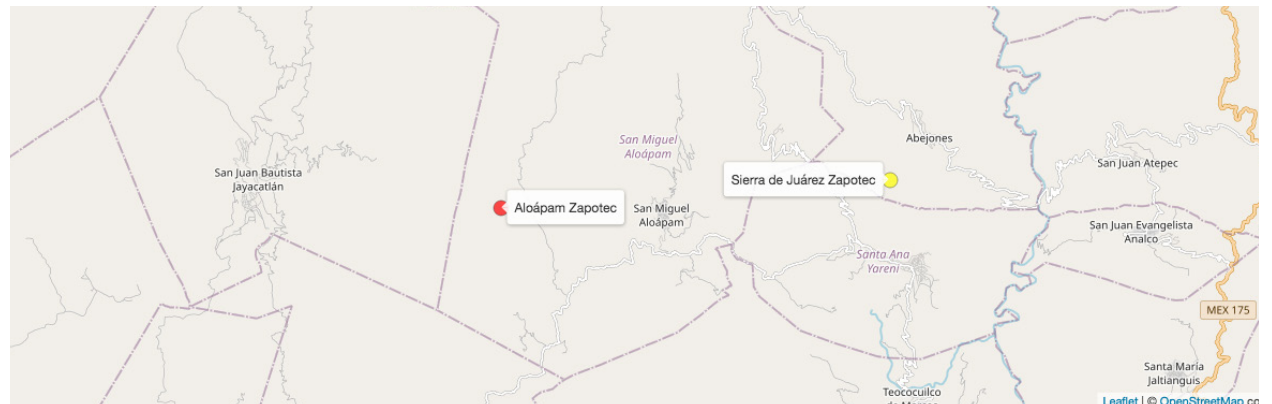 San Miguel
Aloápam
Abejones
San Juan Atepec
San Juan Bautista
Jayacatlán
Sierra de Juárez Zapotec
Aloápam Zapotec
San Miguel
Aloápam
San Juan Evangelista
Analco
Santa Ana
Yareni
MEX 175
Santa María
Jaltianguis
Teococuilco
Leaflet | © OpenStreetMap co